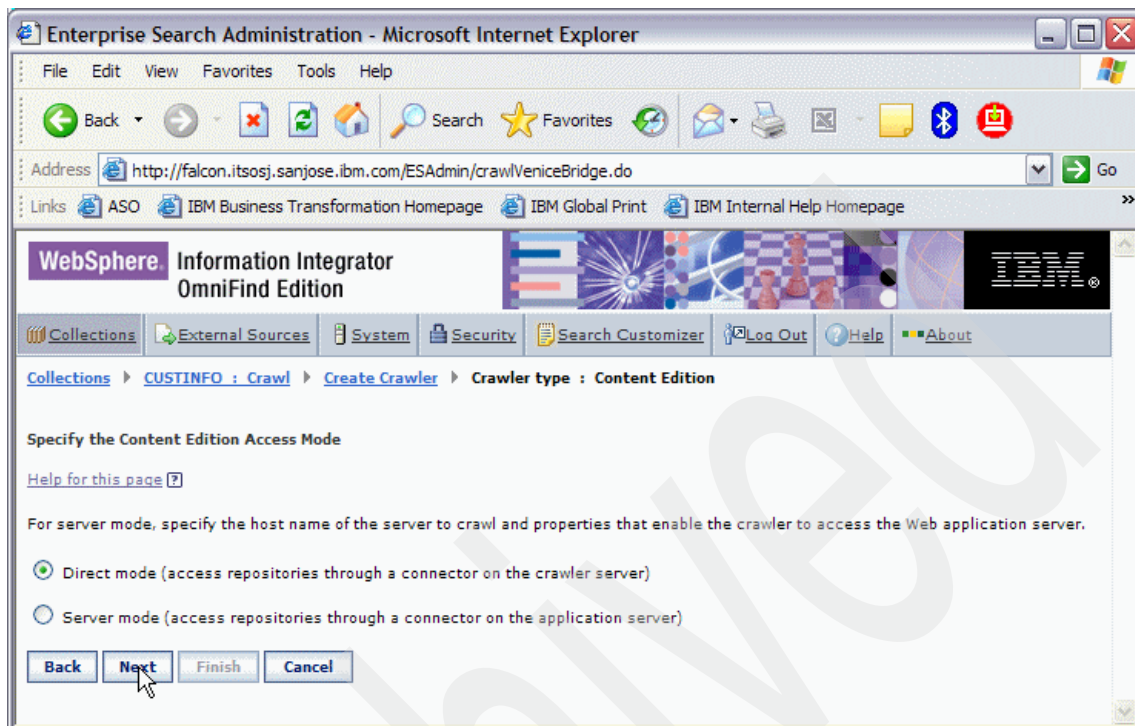 Enterprise Search Administration - Microsoft Internet Explorer
File Edit View Favorites Tools Help
Back Search Favorites
Address http://falcon.itsosj.sanjose.ibm.com/ESAdmin/crawlVeniceBridge.do Go
Links ASO IBM Business Transformation Homepage IBM Global Print IBM Internal Help Homepage »
WebSphere. Information Integrator
OmniFind Edition
IBM®
Collections External Sources System Security Search Customizer Log Out Help About
Collections CUSTINFO : Crawl Create Crawler Crawler type : Content Edition
Specify the Content Edition Access Mode
Help for this page ?
For server mode, specify the host name of the server to crawl and properties that enable the crawler to access the Web application server.
Direct mode (access repositories through a connector on the crawler server)
Server mode (access repositories through a connector on the application server)
Back Next Finish Cancel